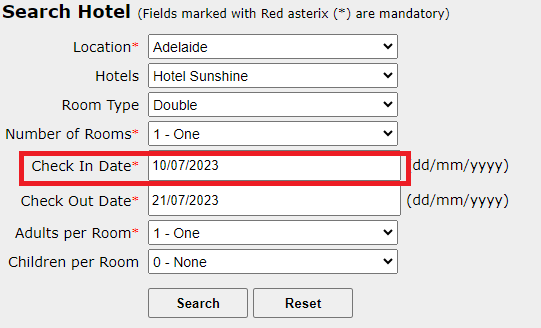 Search Hotel (Fields marked with Red asterix (*) are mandatory)
Location* Adelaide
Hotels Hotel Sunshine
Room Type Double
Number of Rooms* 1 - One
Check In Date* 10/07/2023 (dd/mm/yyyy)
Check Out Date* 21/07/2023 (dd/mm/yyyy)
Adults per Room* 1 - One
Children per Room 0 - None
Search Reset